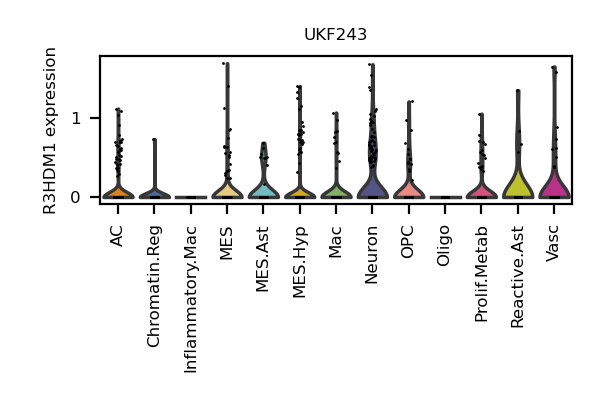 UKF243
R3HDM1 expression
1
0
AC
Chromatin.Reg
Inflammatory.Mac
MES
MES.Ast
MES.Hyp
Mac
Neuron
OPC
Oligo
Prolif.Metab
Reactive.Ast
Vasc